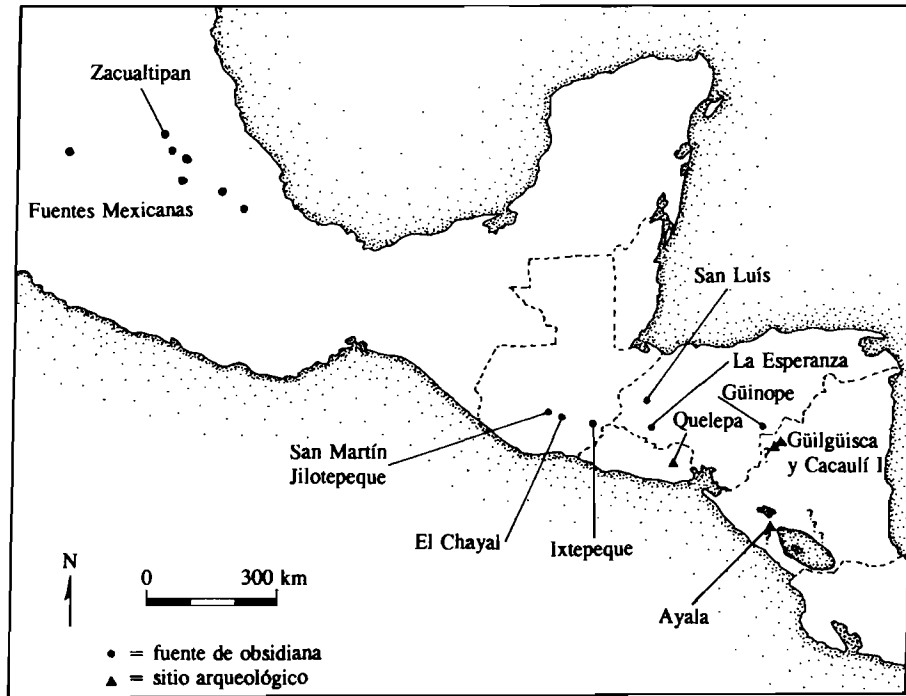 Zacualtipan
Fuentes Mexicanas
San Luís
La Esperanza
Güinope
Quelepa
Güilgüisca
y Cacaulí I
San Martín
Jilotepeque
El Chayal
Ixtepeque
? 
?
?
Ayala
N
0 300 km
● = fuente de obsidiana
▲ = sitio arqueológico